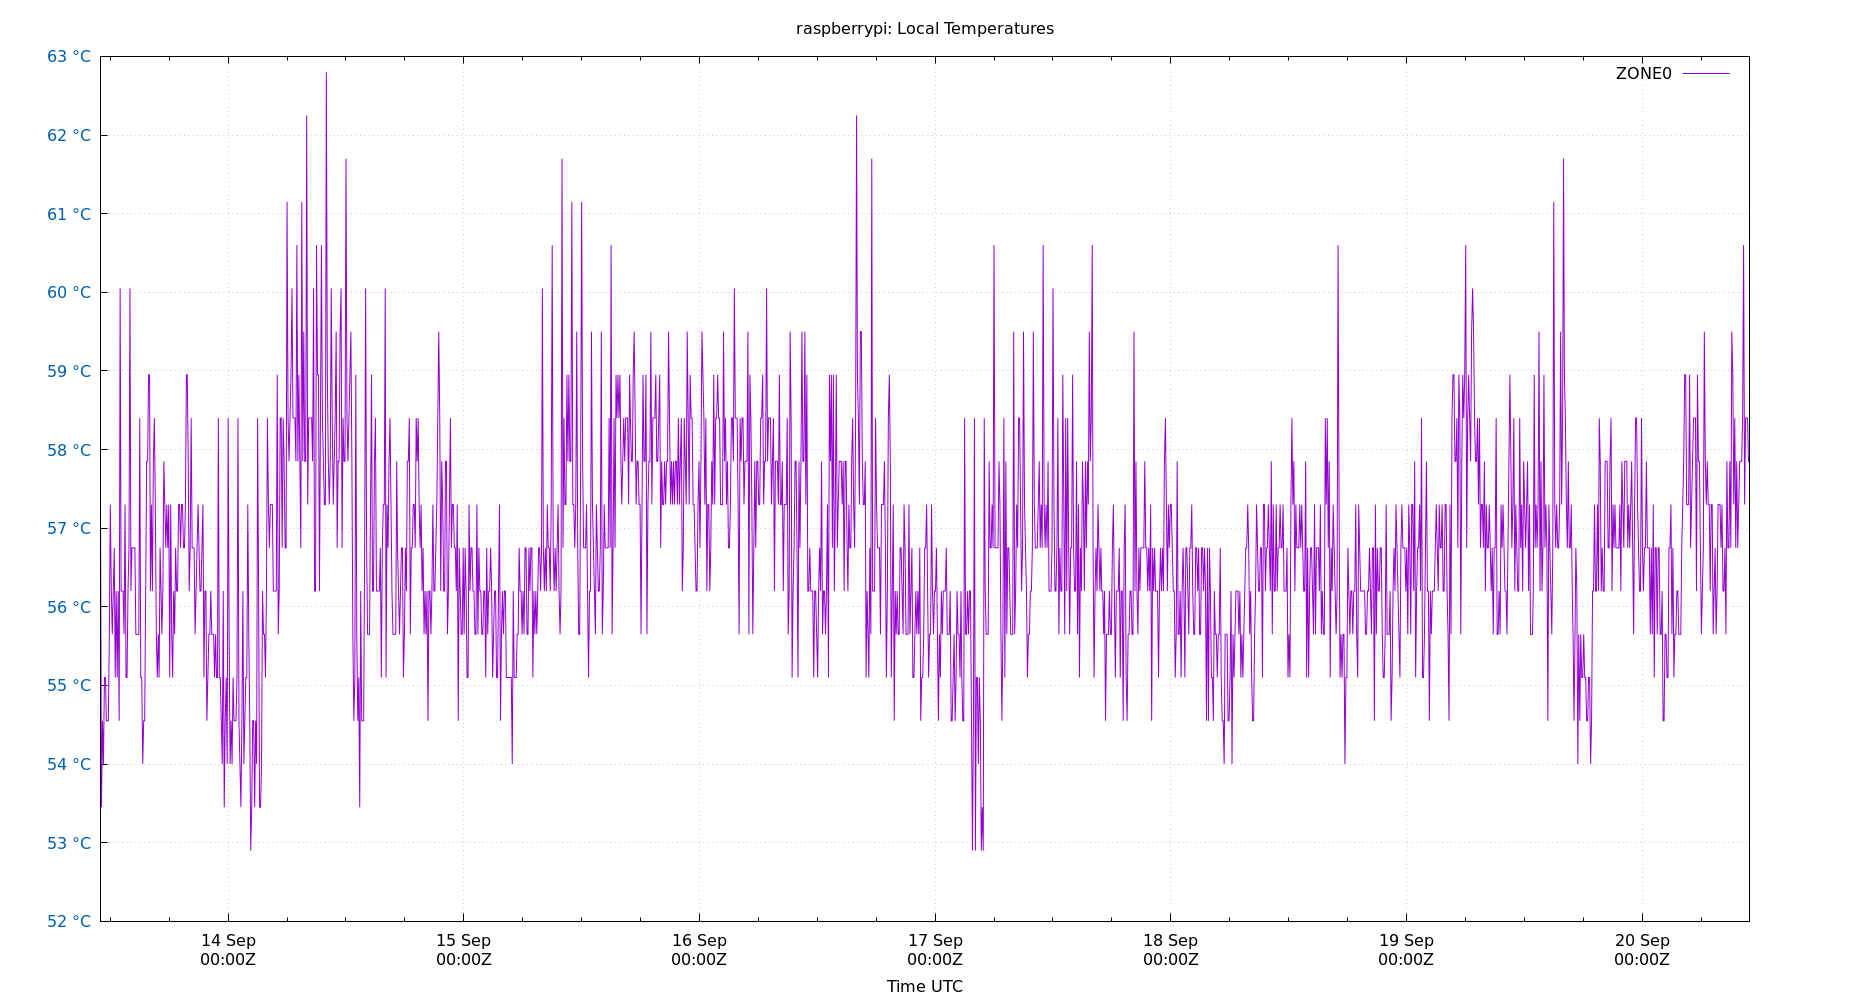 raspberrypi: Local Temperatures
63 °C
ZONE0
62 °C
61 °C
60 °C
59 °C
58 °C
57 °C
56 °C
55 °C
54 °C
53 °C
52 °C
14 Sep 15 Sep 16 Sep 17 Sep 18 Sep 19 Sep 20 Sep
00:00Z 00:00Z 00:00Z 00:00Z 00:00Z 00:00Z 00:00Z
Time UTC